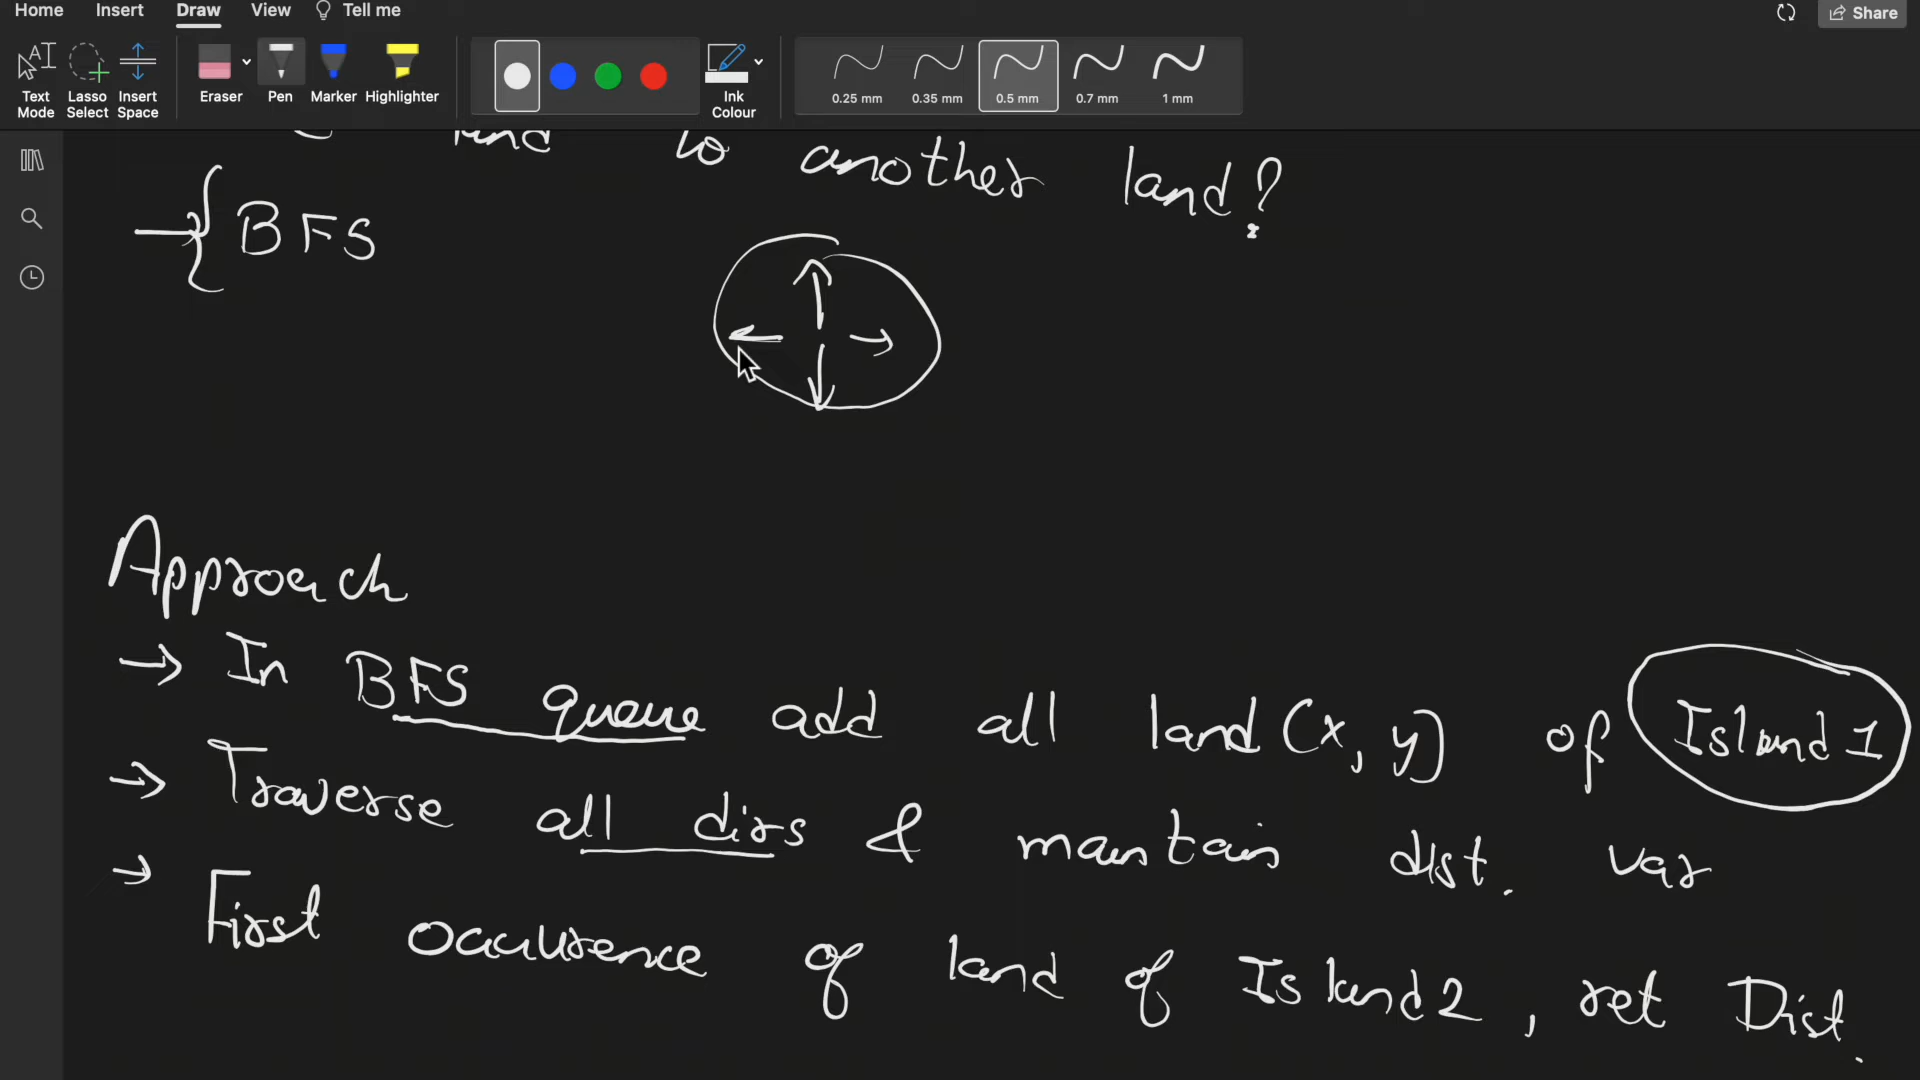 Home Insert Draw View Tell me Share
Text Mode Lasso Select Insert Space Eraser Pen Marker Highlighter Ink Colour 0.25 mm 0.35 mm 0.5 mm 0.7 mm 1 mm
land to another land?
BFS
Approach
→ In BFS queue add all land (x, y) of Island 1
→ Traverse all dirs & maintain dist. var
→ First occurence of land of Island 2, ret Dist.